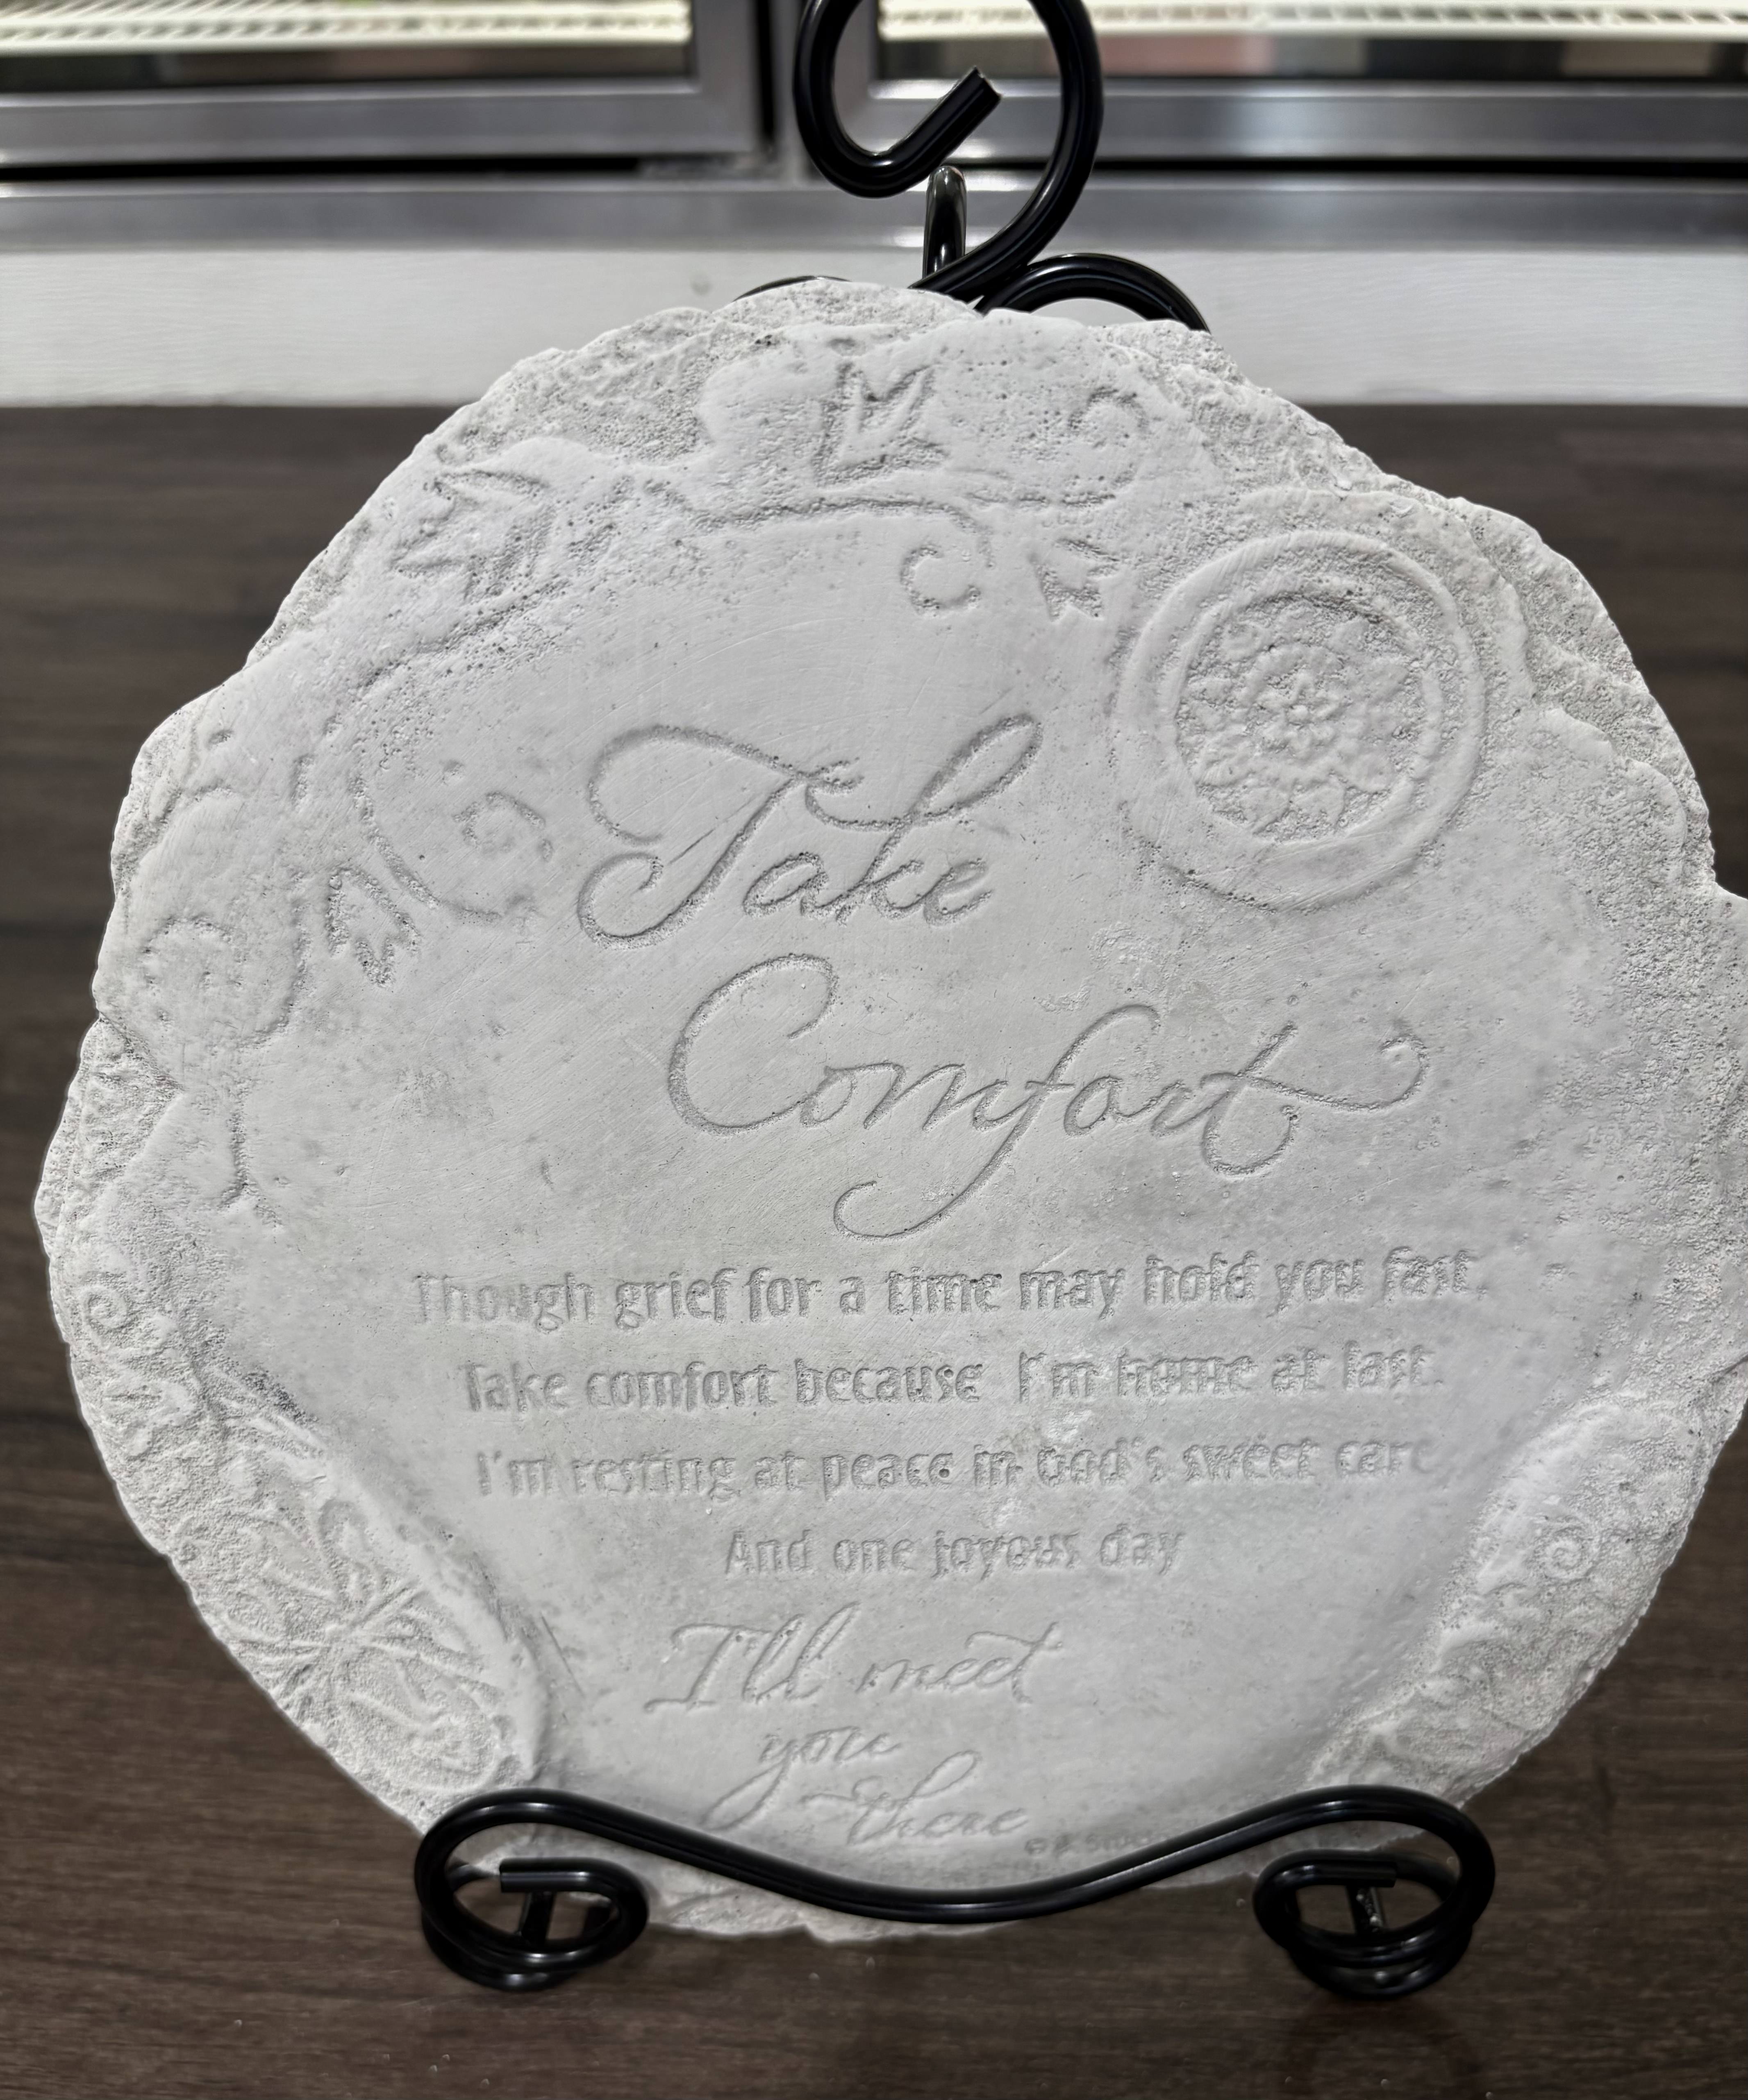 Take
Comfort
Though grief for a time may hold you fast.
Take comfort because I'm home at last.
I'm resting at peace in God's sweet care
And one joyous day
I'll meet
you
there
©